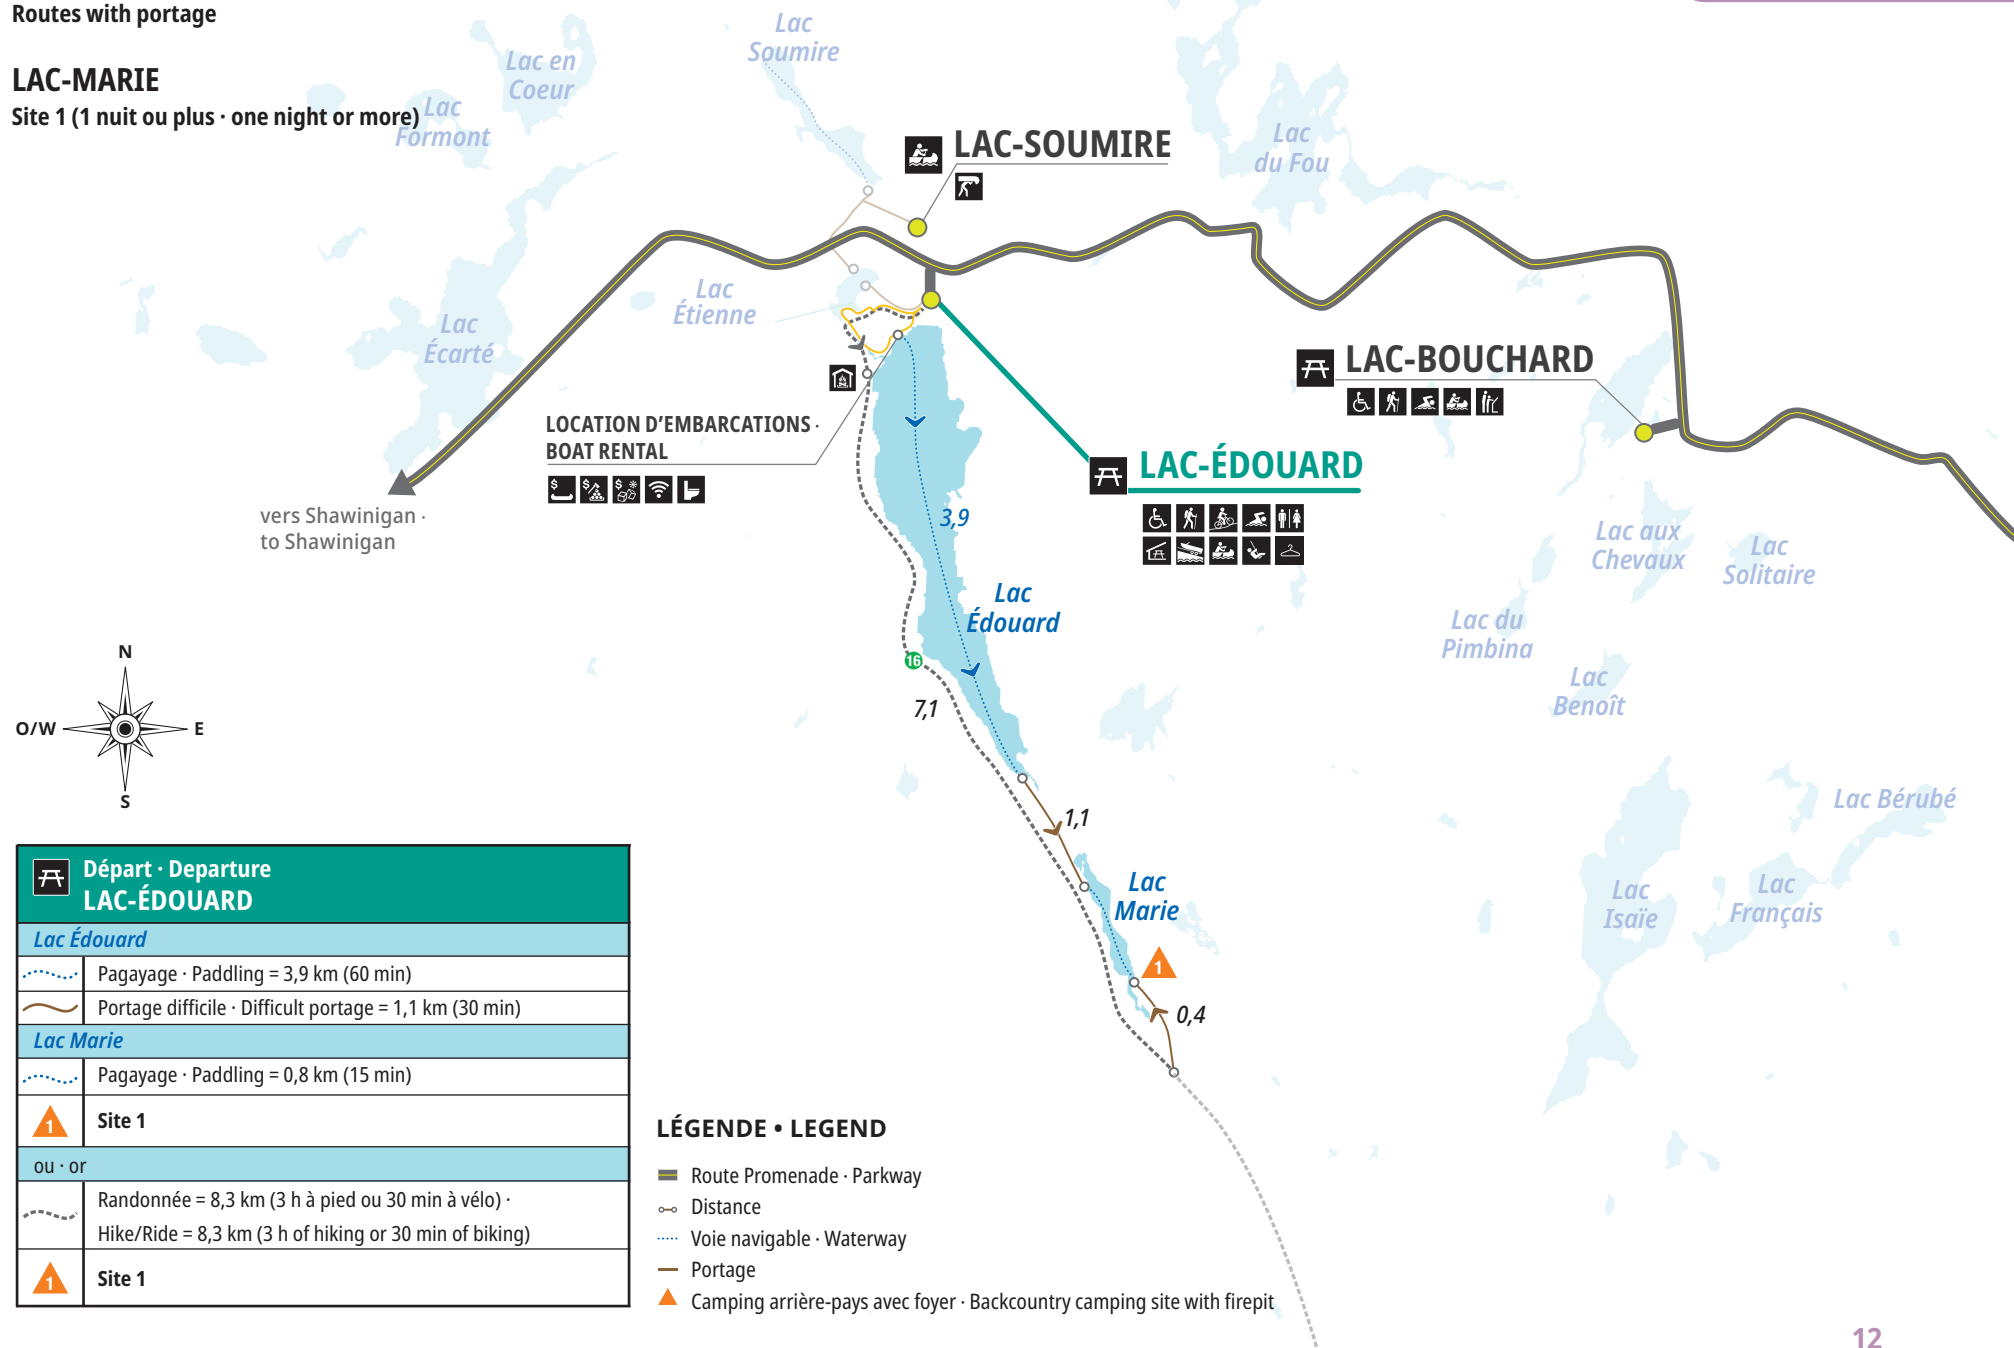 Routes with portage
LAC-MARIE
Site 1 (1 nuit ou plus · one night or more)
Lac
Formont
Lac en
Coeur
Lac
Soumire
LAC-SOUMIRE
Lac
du Fou
Lac
Étienne
Lac
Écarté
LAC-BOUCHARD
LOCATION D'EMBARCATIONS ·
BOAT RENTAL
$
$
$
LAC-ÉDOUARD
vers Shawinigan ·
to Shawinigan
3,9
Lac
Édouard
Lac aux
Chevaux
Lac
Solitaire
Lac du
Pimbina
Lac
Benoît
16
7,1
N
O/W
E
S
1,1
Lac
Marie
1
0,4
Lac Bérubé
Lac
Isaïe
Lac
Français
Départ · Departure
LAC-ÉDOUARD
Lac Édouard
Pagayage · Paddling = 3,9 km (60 min)
Portage difficile · Difficult portage = 1,1 km (30 min)
Lac Marie
Pagayage · Paddling = 0,8 km (15 min)
1 Site 1
ou · or
Randonnée = 8,3 km (3 h à pied ou 30 min à vélo) ·
Hike/Ride = 8,3 km (3 h of hiking or 30 min of biking)
1 Site 1
LÉGENDE • LEGEND
Route Promenade · Parkway
Distance
Voie navigable · Waterway
Portage
Camping arrière-pays avec foyer · Backcountry camping site with firepit
12